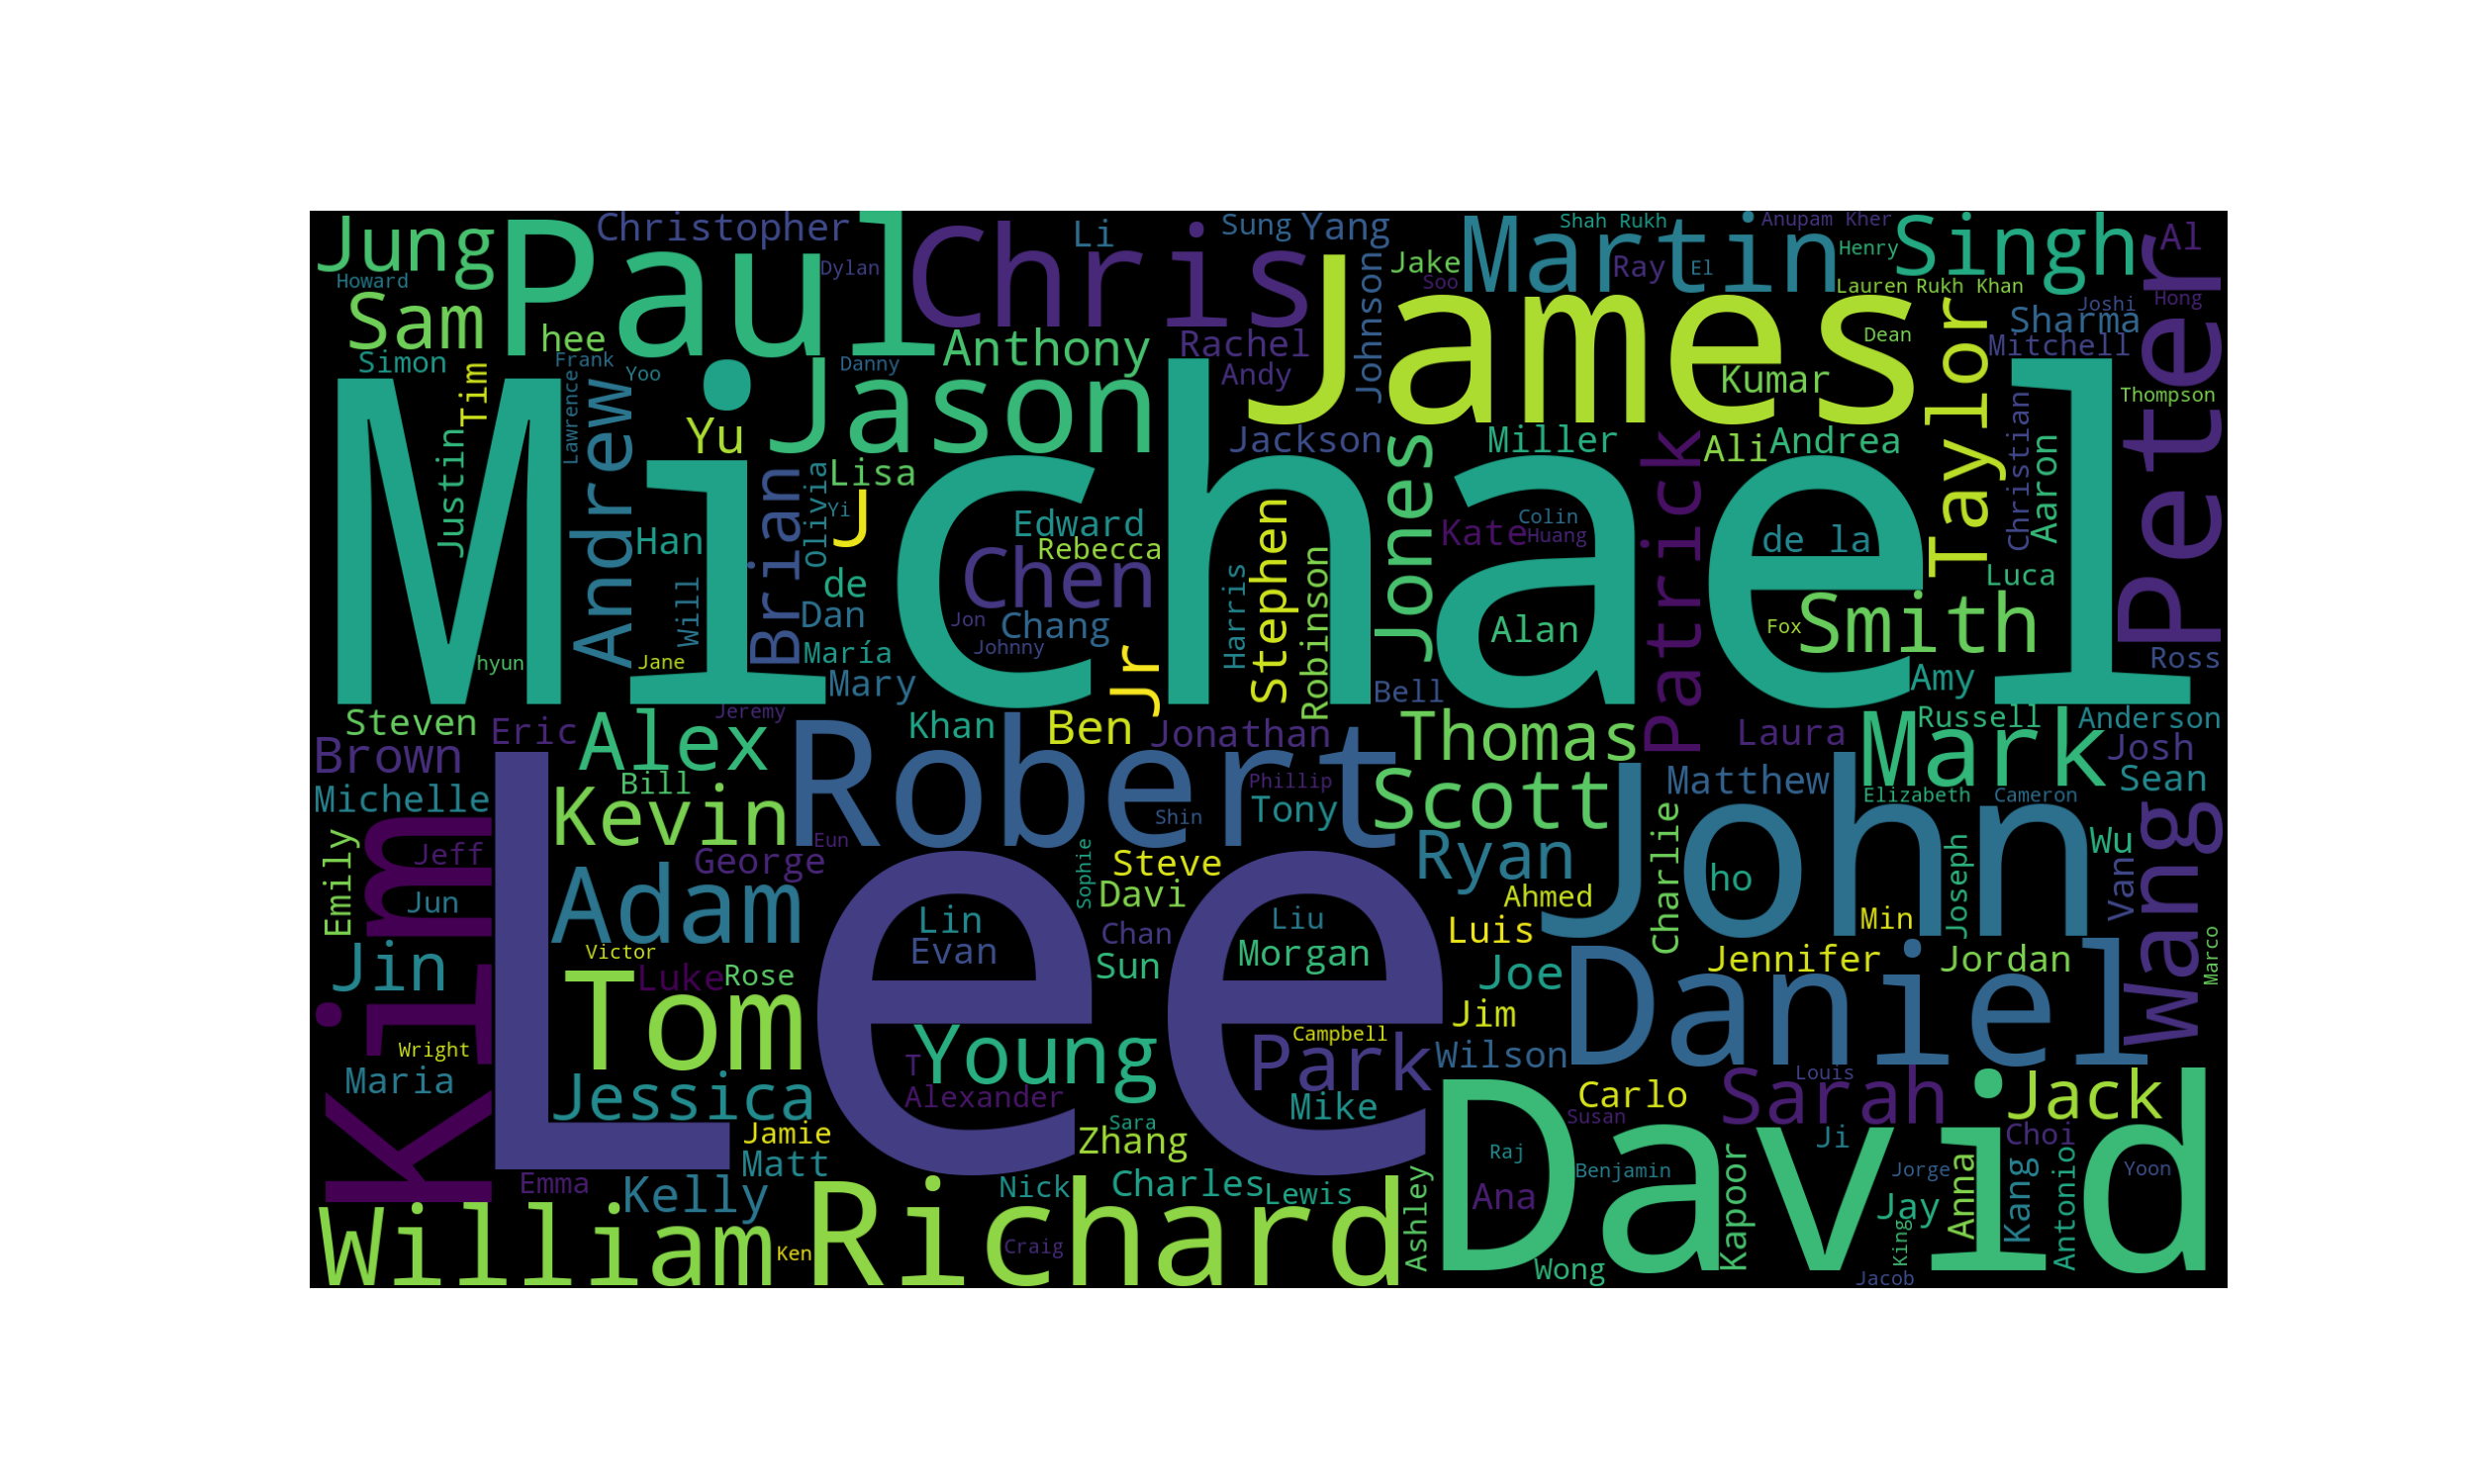 Jung
Paul
Christopher
Chris
Li
Sung
Yang
Martin
Shah Rukh
Anupam Kher
Singh
Al
Howard
Dylan
James
Johnson
Jake
Soo
Ray
El
Henry
Lauren
Rukh Khan
Joshi
Hong
Peter
Sam
hee
Anthony
Rachel
Dean
Taylor
Sharma
Mitchell
Simon
Tim
Frank
Yoo
Danny
Andy
Kumar
Thompson
Michael
Lawrence
Andrew
Jason
Yu
Jackson
Miller
Ali
Andrea
Christian
Aaron
Justin
Brian
Olivia
Lisa
Yi
J
Jones
Patrick
Edward
Rebecca
Stephen
Kate
Colin
Huang
de la
Han
Chen
Robinson
Harris
Luca
Will
de
Dan
Jon
Chang
Johnny
Alan
Fox
Smith
hyun
Jane
María
Mary
Jr
Bell
Amy
Ross
Steven
Eric
Alex
Jeremy
Khan
Ben
Jonathan
Thomas
Laura
Mark
Russell
Anderson
Brown
Robert
Josh
Michelle
Bill
Phillip
Scott
Matthew
Sean
Kevin
Shin
Tony
Elizabeth
Cameron
Kim
Lee
John
Wang
Emily
Jeff
George
Eun
Steve
Sophie
Ryan
Charlie
ho
Joseph
Wu
Van
Jun
Adam
Davi
Ahmed
Lin
Liu
Min
Jin
Victor
Evan
Chan
Morgan
Luis
Daniel
Jennifer
Jordan
Marco
Tom
Luke
Rose
Sun
Joe
Wright
Jim
Maria
Young
Campbell
Park
Wilson
T
Jessica
Alexander
Mike
Carlo
Sarah
Louis
Jack
Jamie
Sara
Zhang
David
Susan
Ji
Choi
Emma
Kelly
Matt
Nick
Charles
Lewis
Ashley
Raj
Ana
Benjamin
Kapoor
Jorge
Jay
Anna
Kang
Antonio
Yoon
William
Ken
Richard
Craig
Wong
King
Jacob